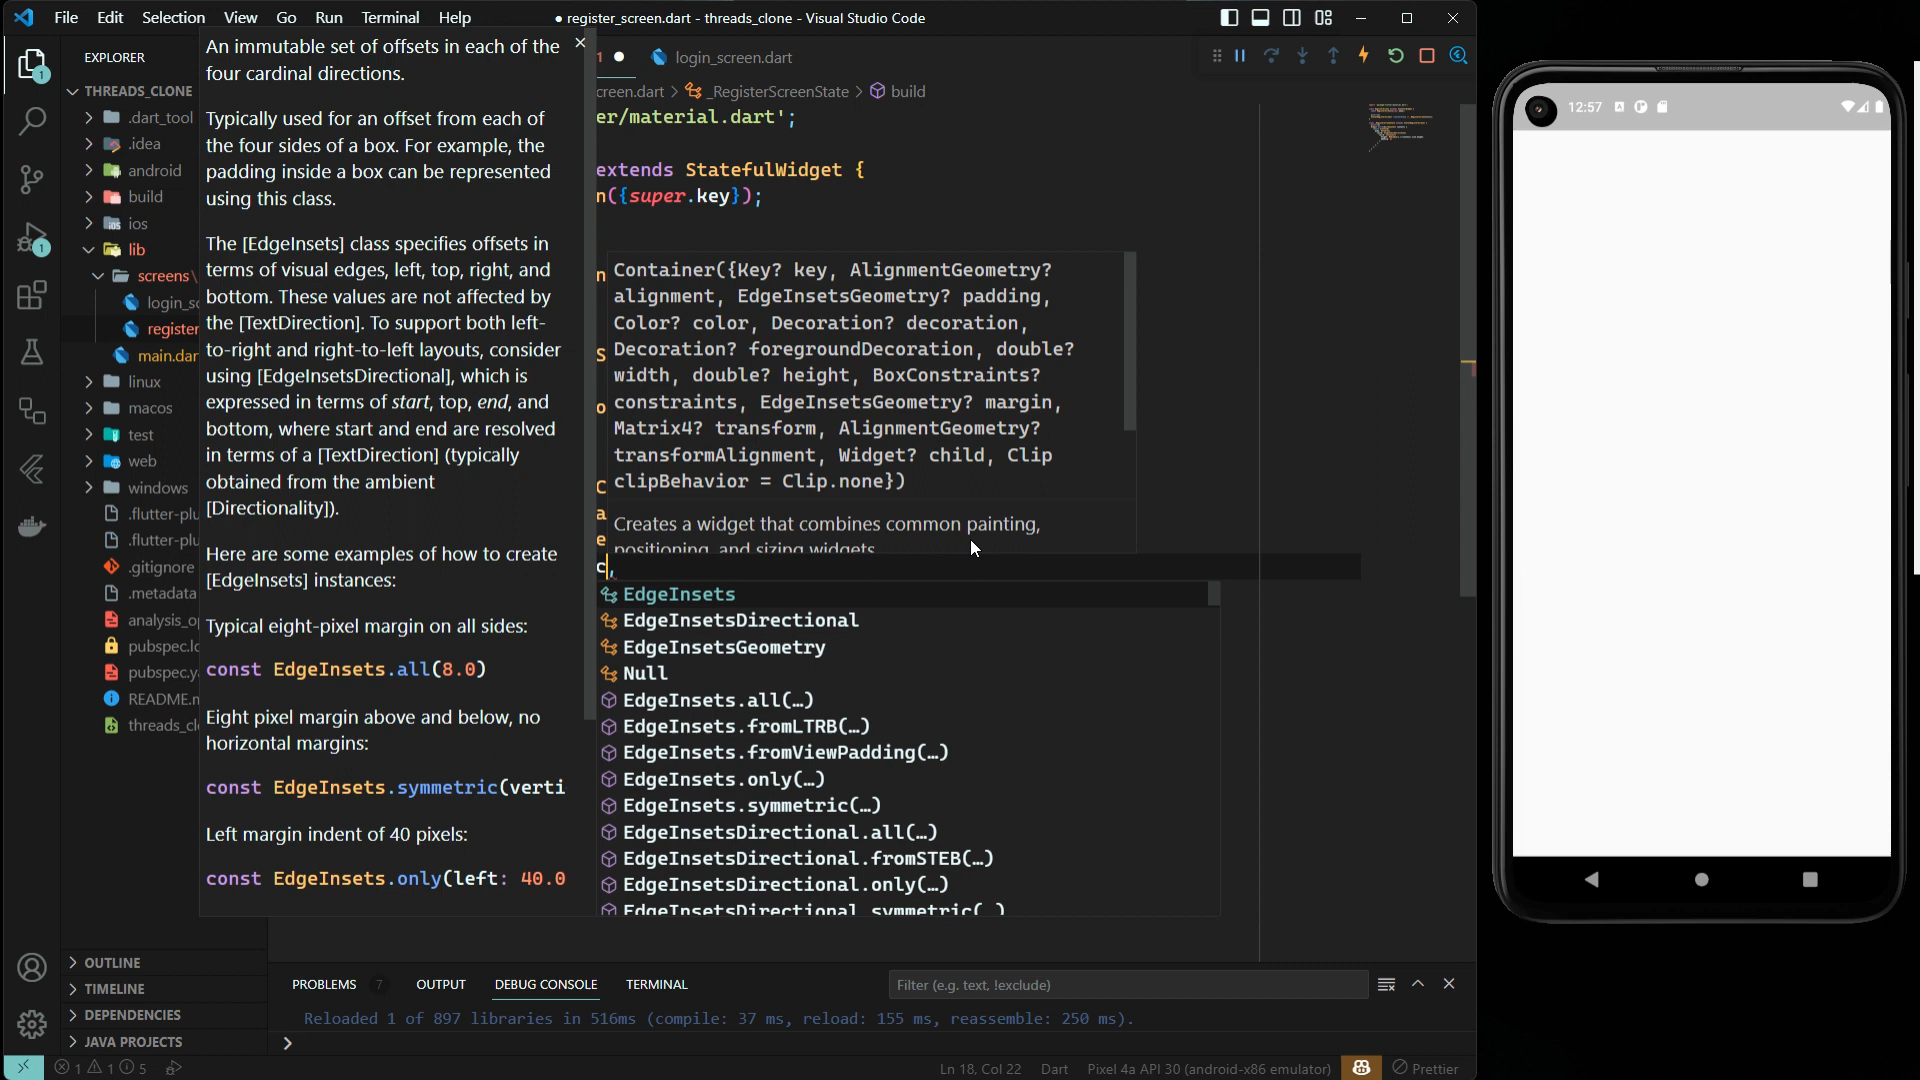 File Edit Selection View Go Run Terminal Help
● register_screen.dart - threads_clone - Visual Studio Code
EXPLORER
THREADS_CLONE
.dart_tool
.idea
android
build
ios
lib
screens\
login_sc
register
main.dar
linux
macos
test
web
windows
.flutter-plu
.flutter-plu
.gitignore
.metadata
analysis_o
pubspec.lo
pubspec.y
README.m
threads_cl
OUTLINE
TIMELINE
DEPENDENCIES
JAVA PROJECTS
An immutable set of offsets in each of the
four cardinal directions.
Typically used for an offset from each of
the four sides of a box. For example, the
padding inside a box can be represented
using this class.
The [EdgeInsets] class specifies offsets in
terms of visual edges, left, top, right, and
bottom. These values are not affected by
the [TextDirection]. To support both left-
to-right and right-to-left layouts, consider
using [EdgeInsetsDirectional], which is
expressed in terms of start, top, end, and
bottom, where start and end are resolved
in terms of a [TextDirection] (typically
obtained from the ambient
[Directionality]).
Here are some examples of how to create
[EdgeInsets] instances:
Typical eight-pixel margin on all sides:
const EdgeInsets.all(8.0)
Eight pixel margin above and below, no
horizontal margins:
const EdgeInsets.symmetric(verti
Left margin indent of 40 pixels:
const EdgeInsets.only(left: 40.0
1 ● login_screen.dart
creen.dart > _RegisterScreenState > build
er/material.dart';
extends StatefulWidget {
n({super.key});
Container({Key? key, AlignmentGeometry?
alignment, EdgeInsetsGeometry? padding,
Color? color, Decoration? decoration,
Decoration? foregroundDecoration, double?
width, double? height, BoxConstraints?
constraints, EdgeInsetsGeometry? margin,
Matrix4? transform, AlignmentGeometry?
transformAlignment, Widget? child, Clip
clipBehavior = Clip.none})
Creates a widget that combines common painting,
positioning, and sizing widgets
c,
EdgeInsets
EdgeInsetsDirectional
EdgeInsetsGeometry
Null
EdgeInsets.all(…)
EdgeInsets.fromLTRB(…)
EdgeInsets.fromViewPadding(…)
EdgeInsets.only(…)
EdgeInsets.symmetric(…)
EdgeInsetsDirectional.all(…)
EdgeInsetsDirectional.fromSTEB(…)
EdgeInsetsDirectional.only(…)
EdgeInsetsDirectional.symmetric(…)
PROBLEMS 7 OUTPUT DEBUG CONSOLE TERMINAL
Filter (e.g. text, !exclude)
Reloaded 1 of 897 libraries in 516ms (compile: 37 ms, reload: 155 ms, reassemble: 250 ms).
1 1 5
Ln 18, Col 22 Dart Pixel 4a API 30 (android-x86 emulator) Prettier
12:57